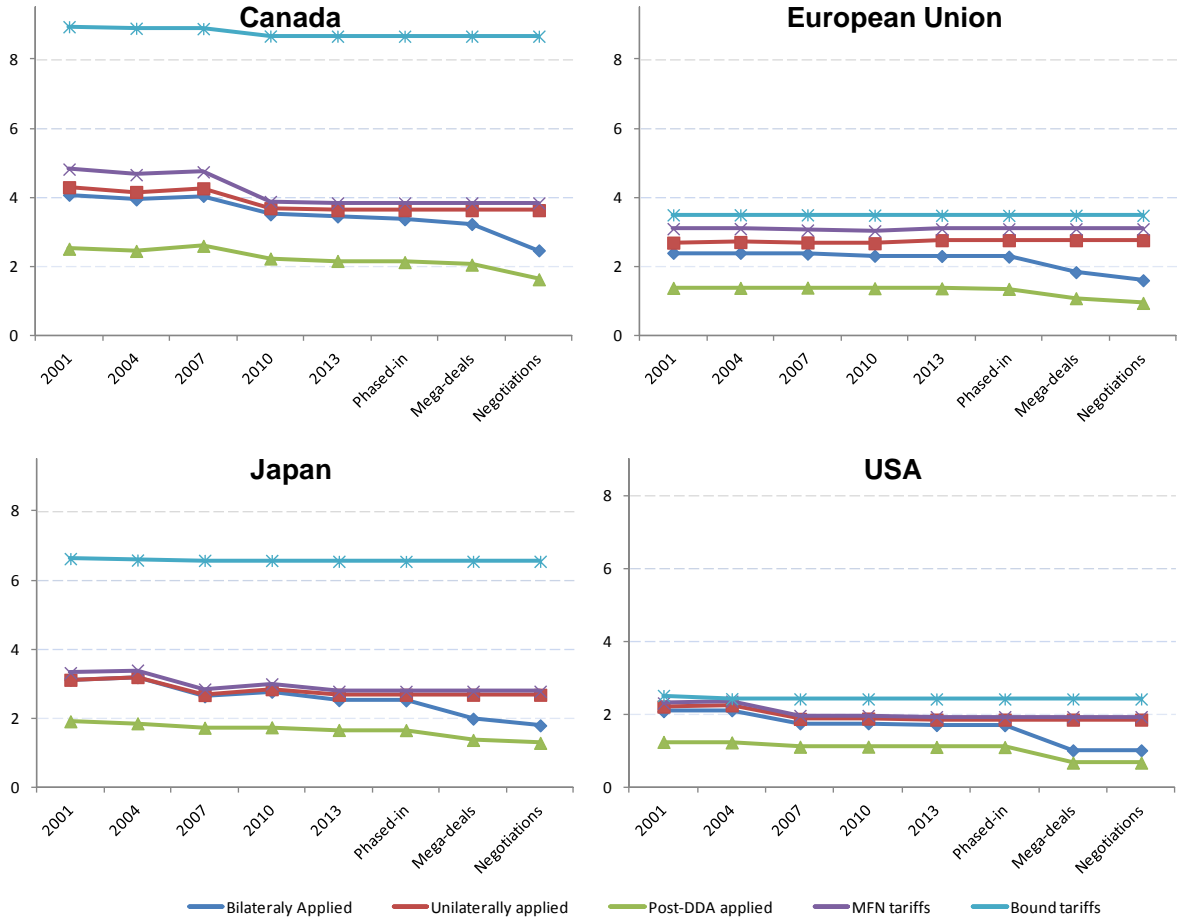 Canada
8
6
4
2
0
2001
2004
2007
2010
2013
Phased-in
Mega-deals
Negotiations
European Union
8
6
4
2
0
2001
2004
2007
2010
2013
Phased-in
Mega-deals
Negotiations
Japan
8
6
4
2
0
2001
2004
2007
2010
2013
Phased-in
Mega-deals
Negotiations
USA
8
6
4
2
0
2001
2004
2007
2010
2013
Phased-in
Mega-deals
Negotiations
Bilateraly Applied
Unilaterally applied
Post-DDA applied
MFN tariffs
Bound tariffs